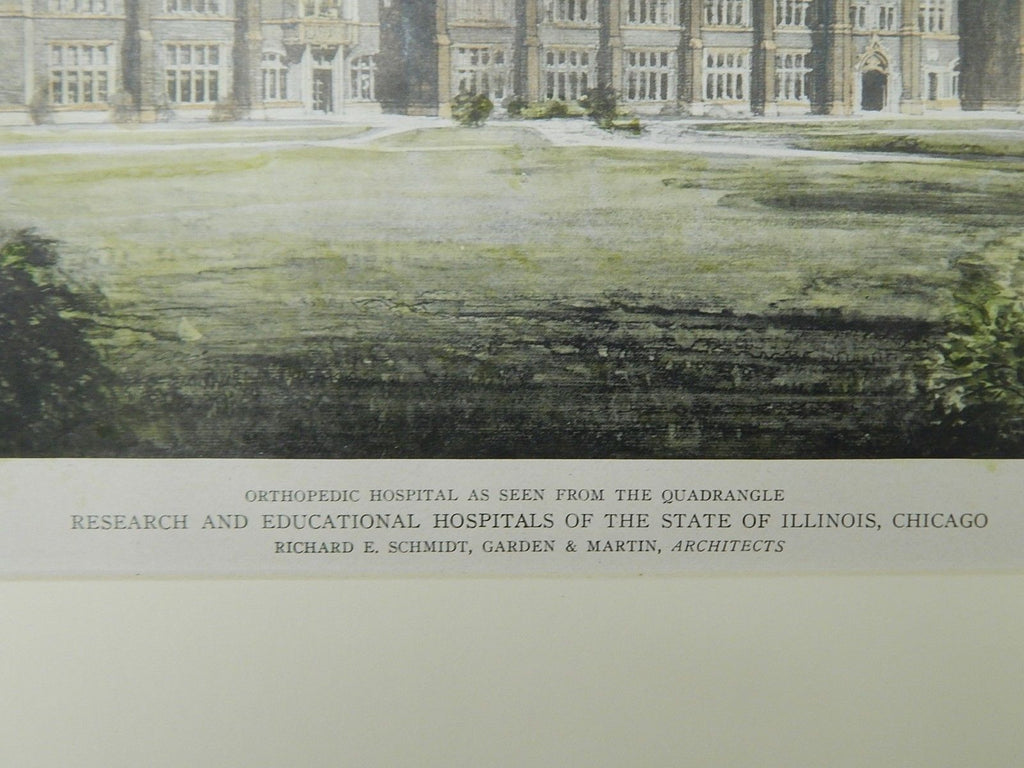 ORTHOPEDIC HOSPITAL AS SEEN FROM THE QUADRANGLE
RESEARCH AND EDUCATIONAL HOSPITALS OF THE STATE OF ILLINOIS, CHICAGO
RICHARD E. SCHMIDT, GARDEN & MARTIN, ARCHITECTS